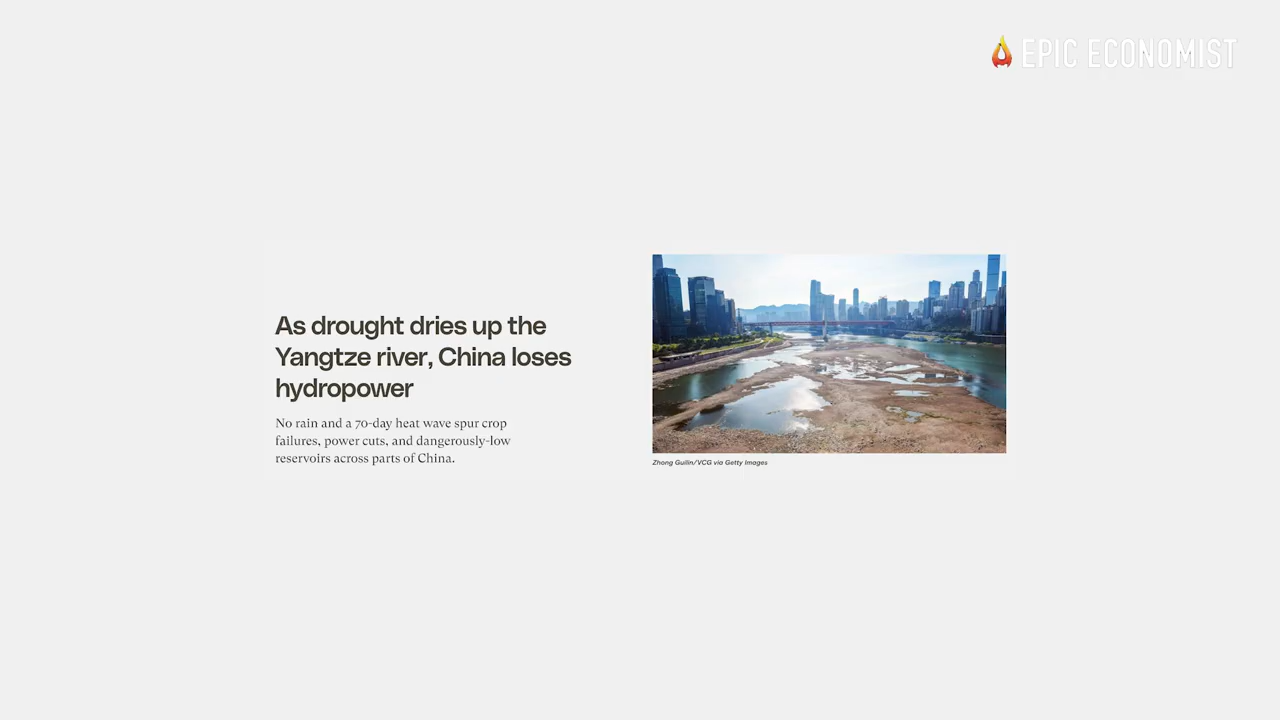 EPIC ECONOMIST
As drought dries up the
Yangtze river, China loses
hydropower
No rain and a 70-day heat wave spur crop
failures, power cuts, and dangerously-low
reservoirs across parts of China.
Zhong Guilin/VCG via Getty Images